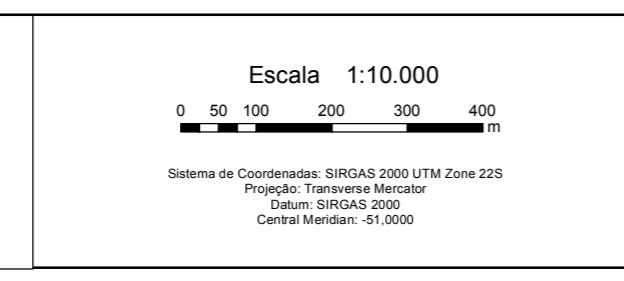 Escala 1:10.000
0 50 100 200 300 400
m
Sistema de Coordenadas: SIRGAS 2000 UTM Zone 22S
Projeção: Transverse Mercator
Datum: SIRGAS 2000
Central Meridian: -51,0000